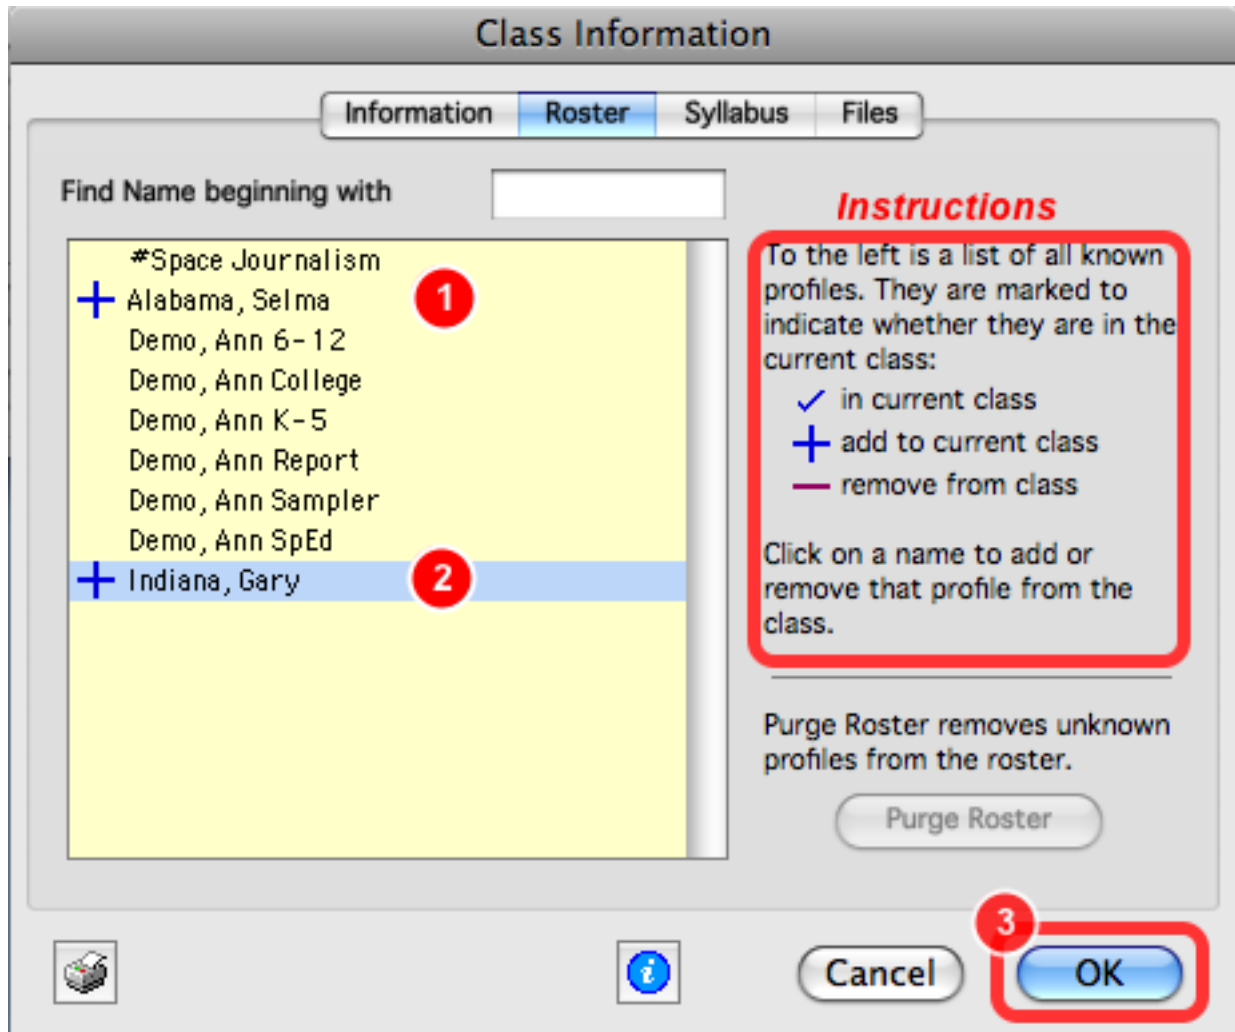 Class Information
Information Roster Syllabus Files
Find Name beginning with
Instructions
#Space Journalism
Alabama, Selma
1
Demo, Ann 6-12
Demo, Ann College
Demo, Ann K-5
Demo, Ann Report
Demo, Ann Sampler
Demo, Ann SpEd
Indiana, Gary
2
To the left is a list of all known
profiles. They are marked to
indicate whether they are in the
current class:
in current class
add to current class
remove from class
Click on a name to add or
remove that profile from the
class.
Purge Roster removes unknown
profiles from the roster.
Purge Roster
3
i
Cancel
OK